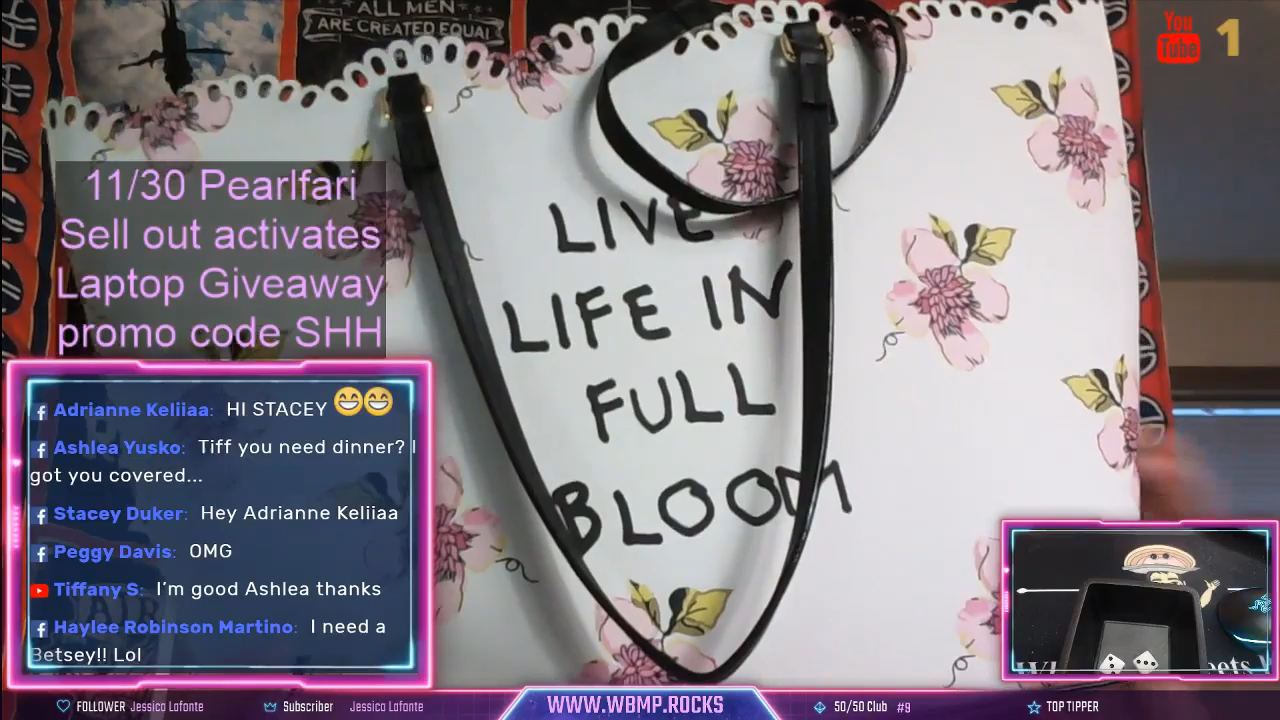 ALL MEN
ARE CREATED EQUAL
You
Tube
1
11/30 Pearlfari
Sell out activates
Laptop Giveaway
promo code SHH
LIVE
LIFE IN
FULL
BLOOM
Adrianne Keliiaa: HI STACEY 😁😁
Ashlea Yusko: Tiff you need dinner? I
got you covered...
Stacey Duker: Hey Adrianne Keliiaa
Peggy Davis: OMG
Tiffany S: I'm good Ashlea thanks
Haylee Robinson Martino: I need a
Betsey!! Lol
FOLLOWER Jessica Lafonte
Subscriber Jessica Lafonte
WWW.WBMP.ROCKS
50/50 Club #9
TOP TIPPER